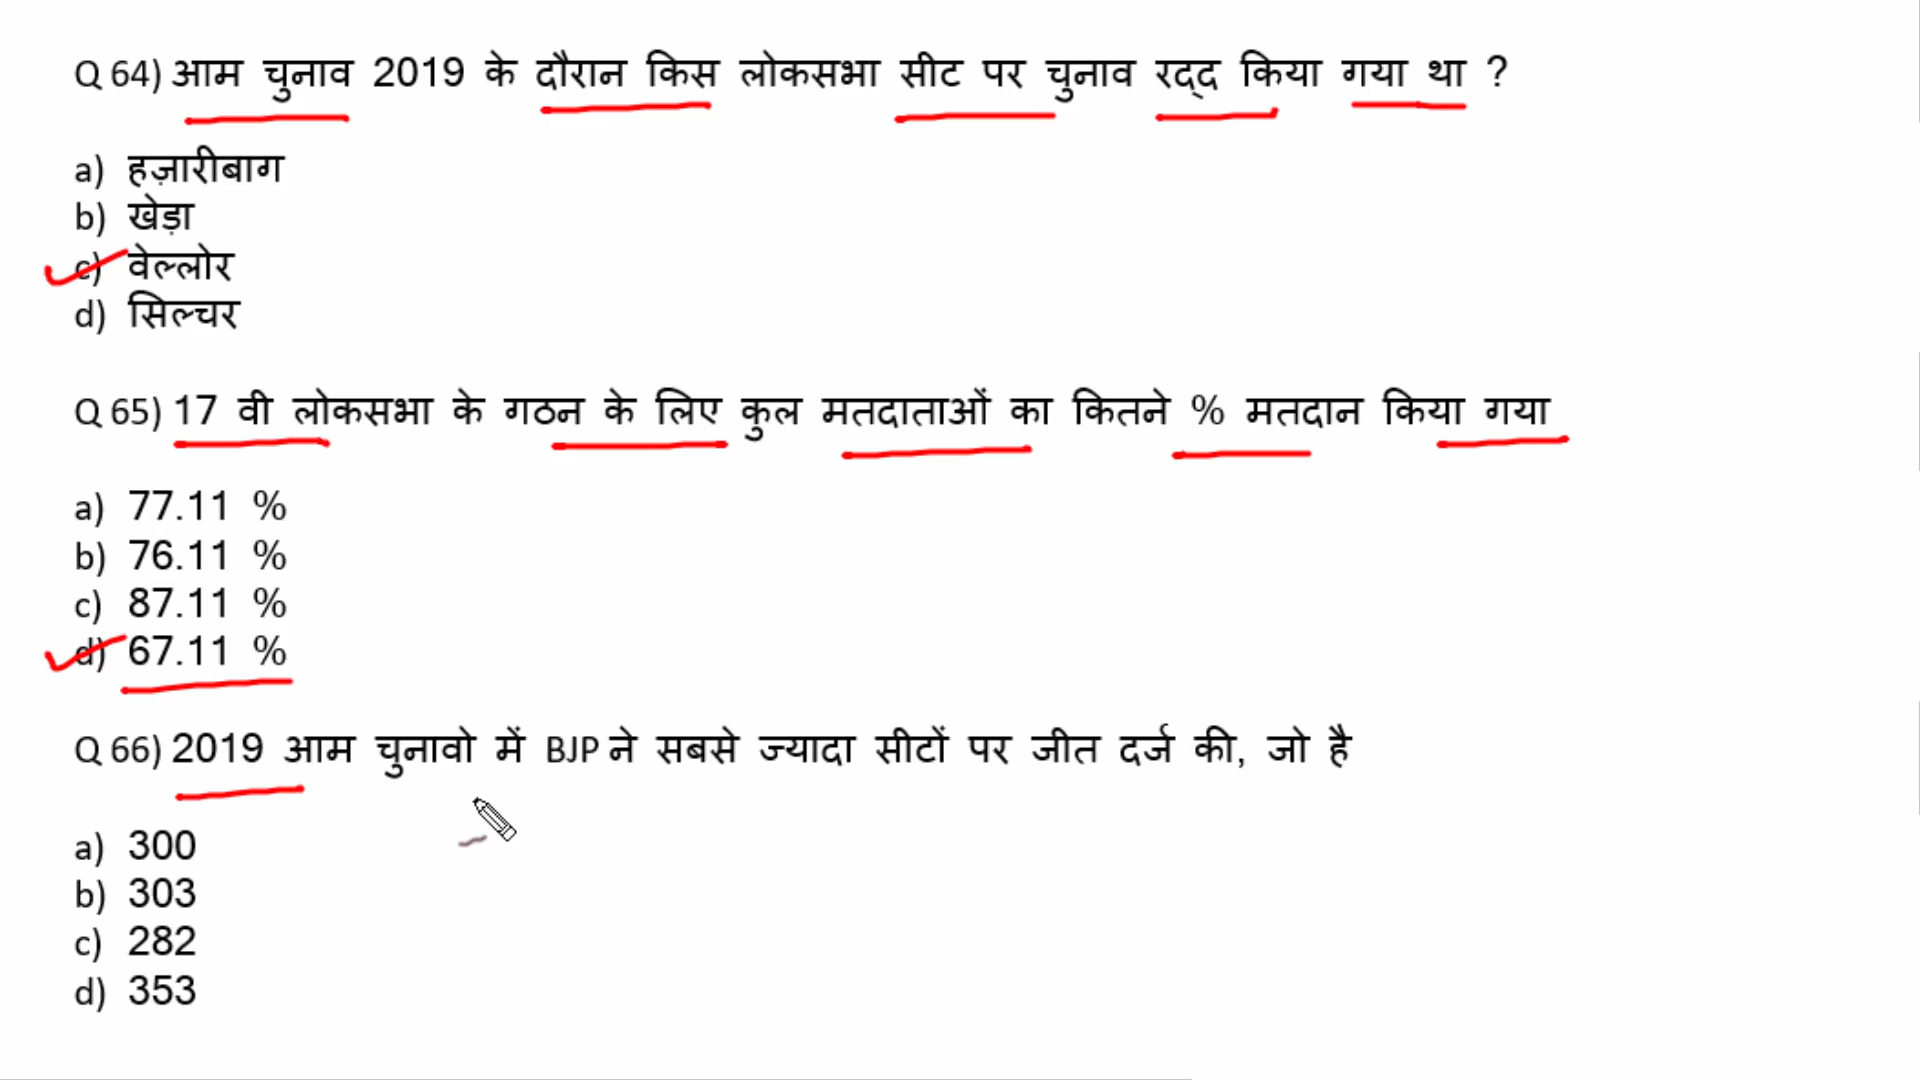 Q 64) आम चुनाव 2019 के दौरान किस लोकसभा सीट पर चुनाव रद्द किया गया था ?
a) हज़ारीबाग
b) खेड़ा
c) वेल्लोर
d) सिल्चर
Q 65) 17 वी लोकसभा के गठन के लिए कुल मतदाताओं का कितने % मतदान किया गया
a) 77.11 %
b) 76.11 %
c) 87.11 %
d) 67.11 %
Q 66) 2019 आम चुनावो में BJP ने सबसे ज्यादा सीटों पर जीत दर्ज की, जो है
a) 300
b) 303
c) 282
d) 353